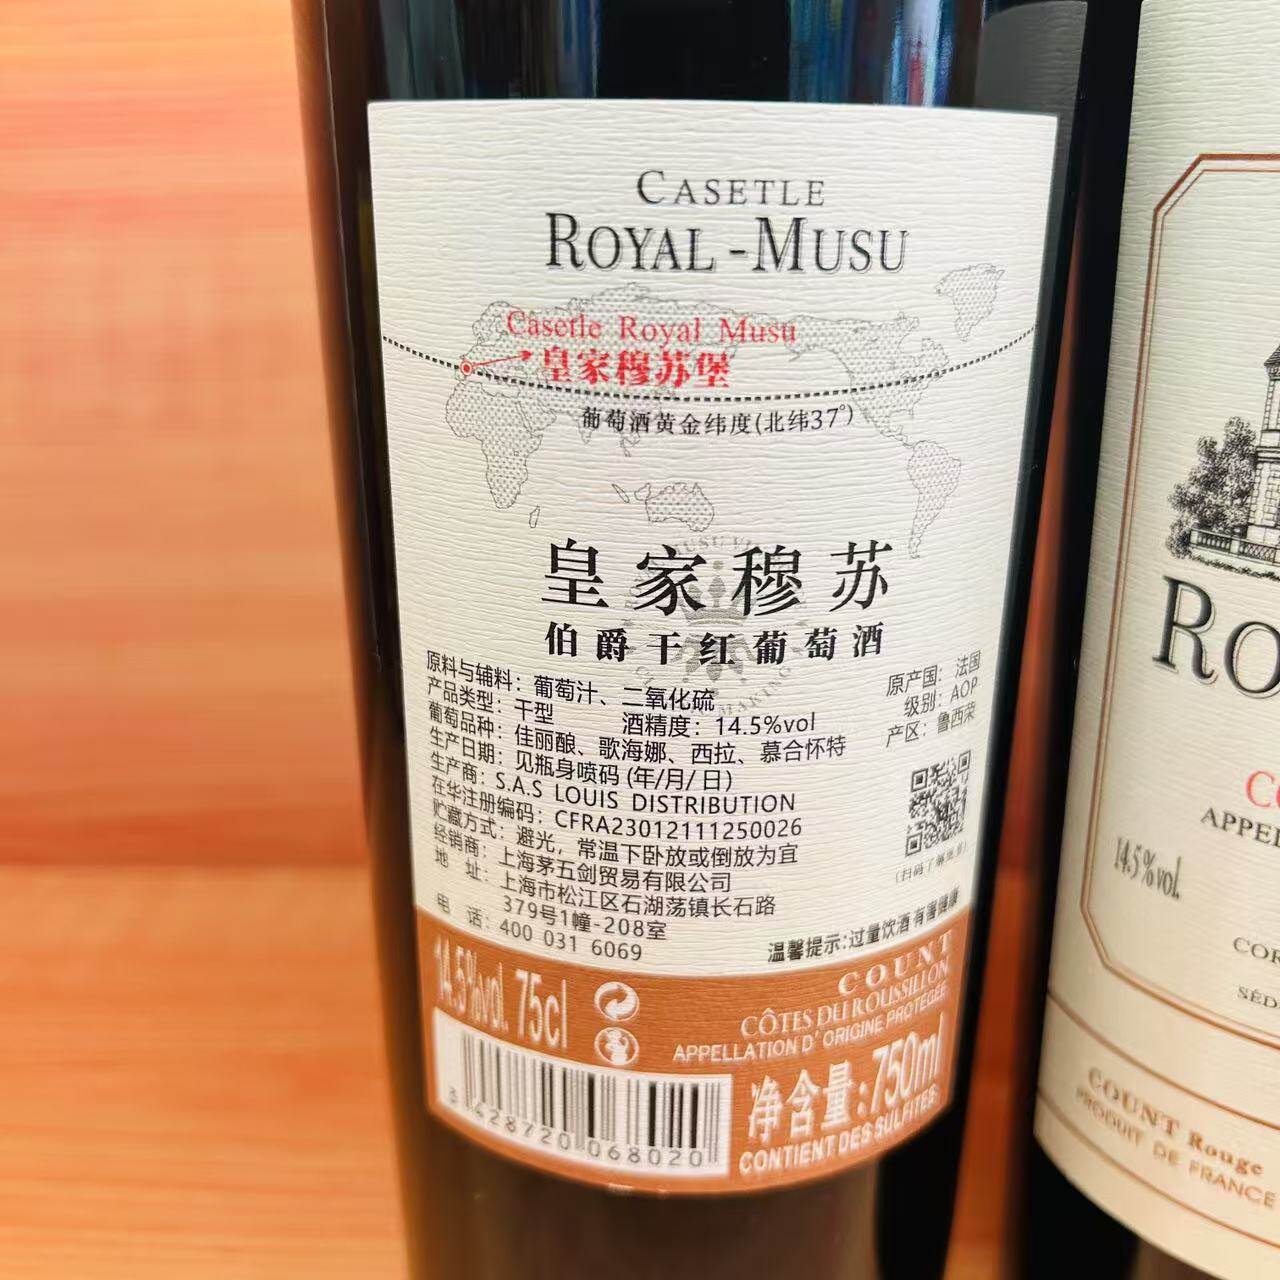 CASETLE
ROYAL-MUSU
Casetle Royal Musu
皇家穆苏堡
葡萄酒黄金纬度(北纬37°)
皇家穆苏
伯爵干红葡萄酒
原料与辅料：葡萄汁、二氧化硫
产品类型：干型 酒精度：14.5%vol
葡萄品种：佳丽酿、歌海娜、西拉、慕合怀特
生产日期：见瓶身喷码(年/月/日)
生产商：S.A.S LOUIS DISTRIBUTION
在华注册编码：CFRA23012111250026
贮藏方式：避光，常温下卧放或倒放为宜
经销商：上海茅五剑贸易有限公司
地 址：上海市松江区石湖荡镇长石路
379号1幢-208室
电 话：400 031 6069
原产国：法国
级别：AOP
产区：鲁西荣
温馨提示:过量饮酒有害健康
14.5%vol. 75cl
COUNT
CÔTES DU ROUSSILLON
APPELLATION D'ORIGINE PROTÉGÉE
净含量:750ml
CONTIENT DES SULFITES
3 428720 068020
RO
APPEL
14.5%vol.
COR
SÉD
COUNT Rouge
PRODUIT DE FRANCE